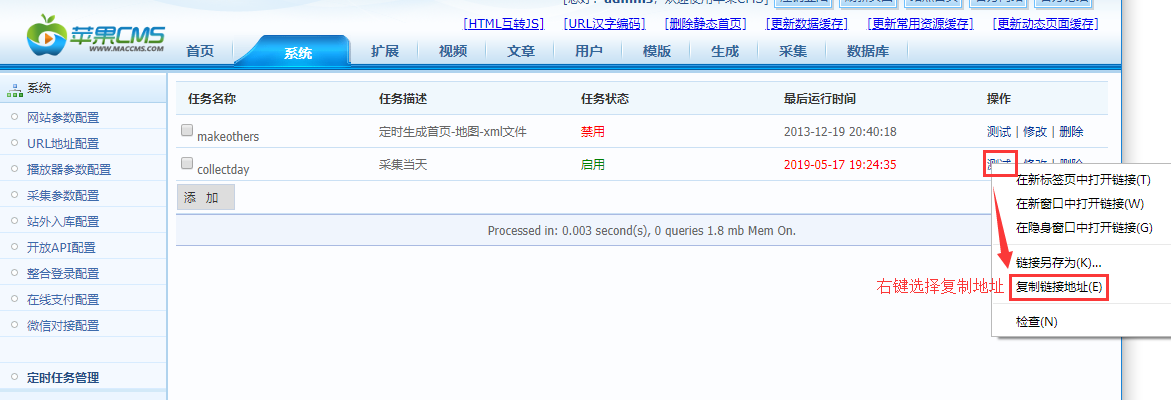 苹果CMS
WWW.MACCMS.COM
[HTML互转JS] [URL汉字编码] [删除静态首页] [更新数据缓存] [更新常用资源缓存] [更新动态页面缓存]
首页 系统 扩展 视频 文章 用户 模版 生成 采集 数据库
系统
网站参数配置
URL地址配置
播放器参数配置
采集参数配置
站外入库配置
开放API配置
整合登录配置
在线支付配置
微信对接配置
定时任务管理
任务名称 任务描述 任务状态 最后运行时间 操作
makeothers 定时生成首页-地图-xml文件 禁用 2013-12-19 20:40:18 测试 | 修改 | 删除
collectday 采集当天 启用 2019-05-17 19:24:35 测试 | 修改 | 删除
添 加
Processed in: 0.003 second(s), 0 queries 1.8 mb Mem On.
在新标签页中打开链接(T)
在新窗口中打开链接(W)
在隐身窗口中打开链接(G)
链接另存为(K)...
右键选择复制地址
复制链接地址(E)
检查(N)